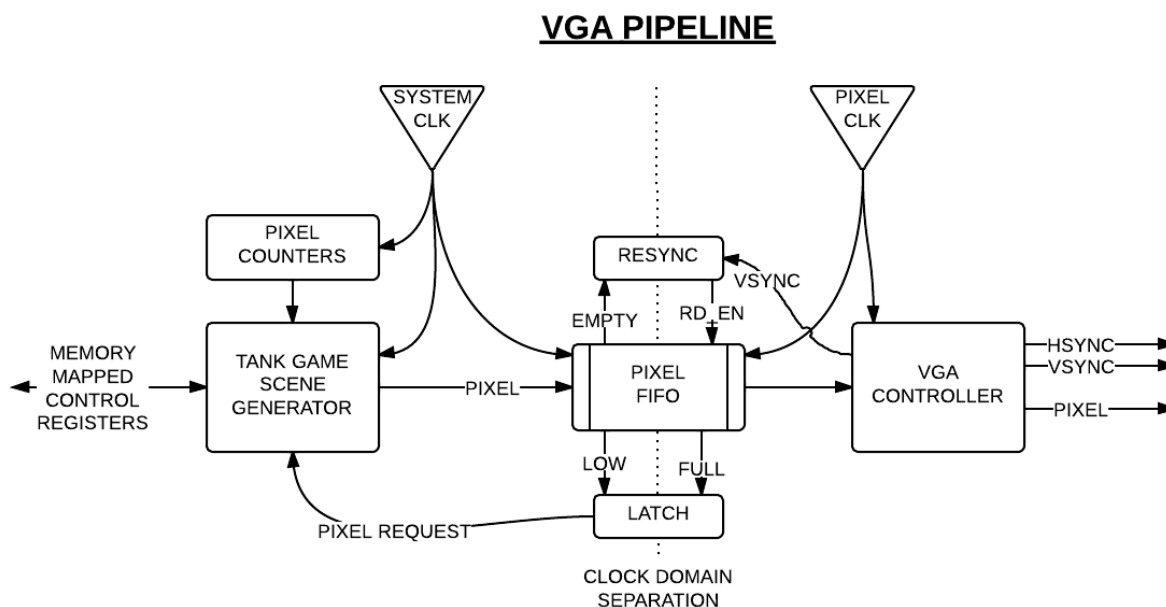 VGA PIPELINE
SYSTEM
CLK
PIXEL
CLK
PIXEL
COUNTERS
RESYNC
VSYNC
EMPTY
RD_EN
MEMORY
MAPPED
CONTROL
REGISTERS
TANK GAME
SCENE
GENERATOR
PIXEL
PIXEL
FIFO
VGA
CONTROLLER
HSYNC
VSYNC
PIXEL
LOW
FULL
LATCH
PIXEL REQUEST
CLOCK DOMAIN
SEPARATION